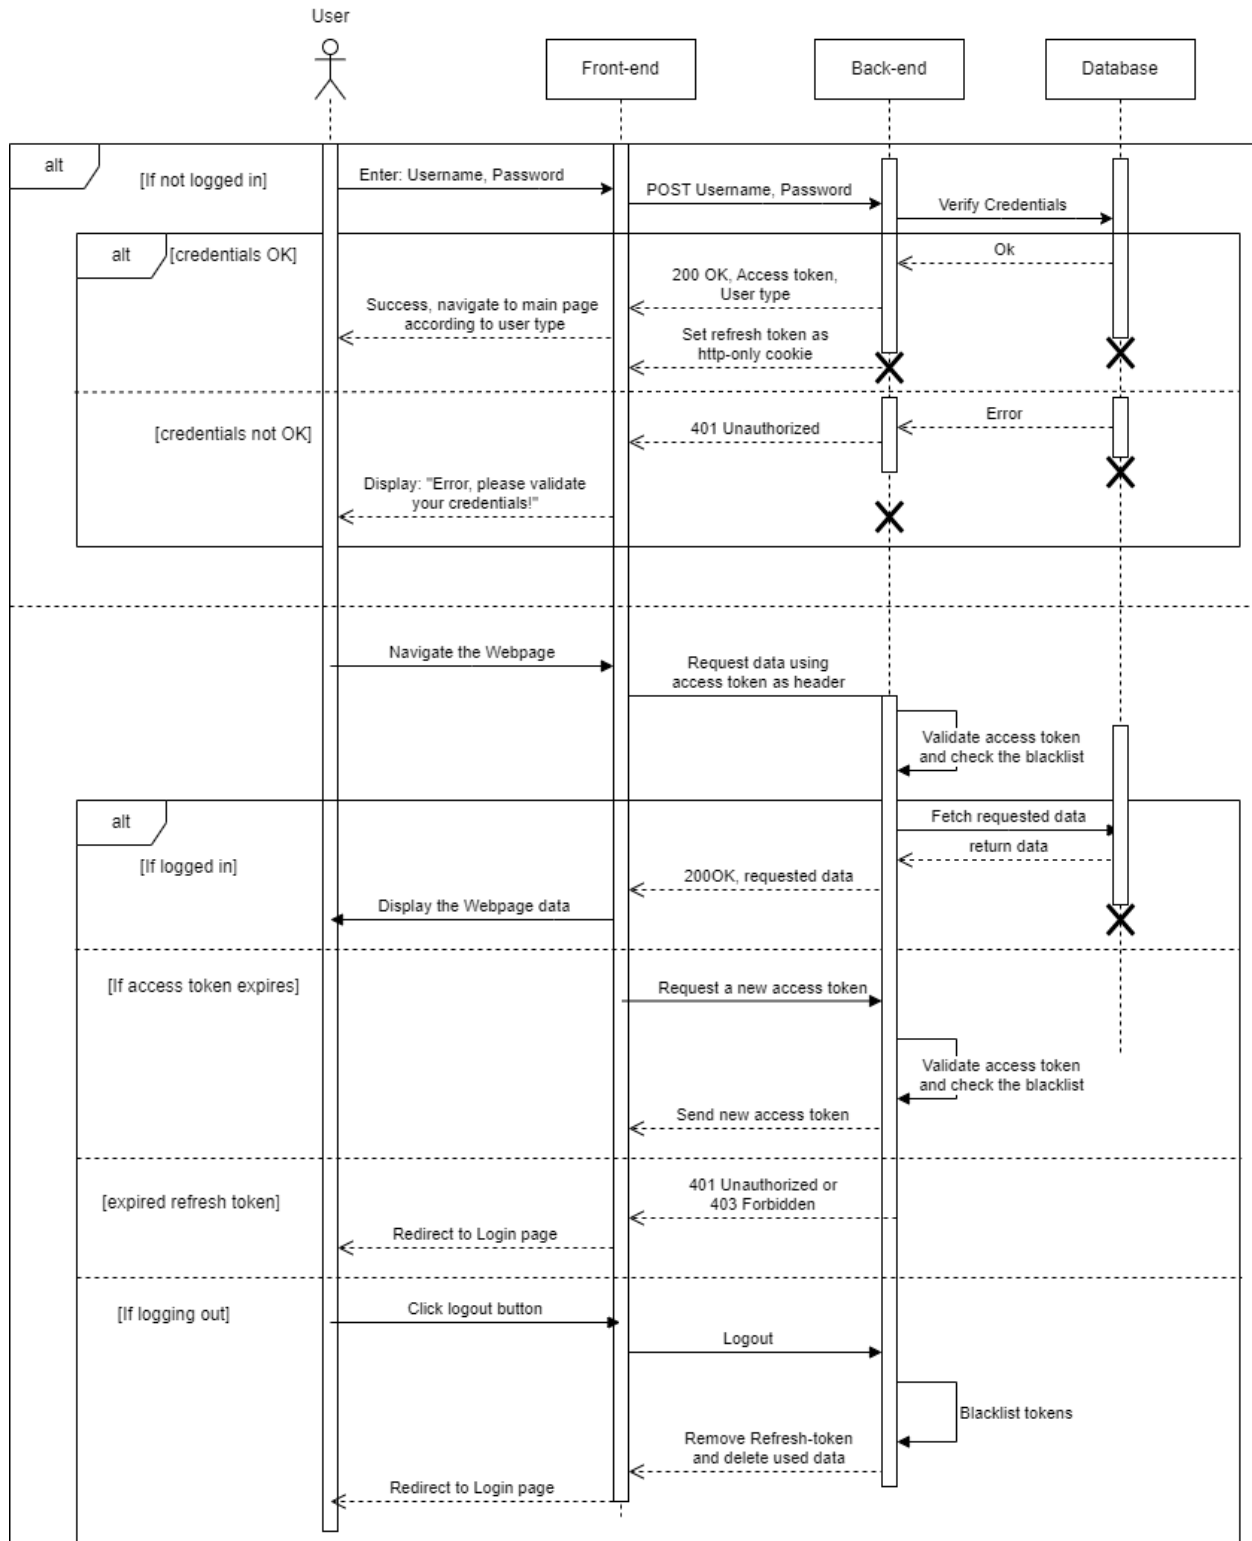 User
Front-end
Back-end
Database
alt
[If not logged in]
Enter: Username, Password
POST Username, Password
Verify Credentials
alt
[credentials OK]
Ok
200 OK, Access token,
User type
Success, navigate to main page
according to user type
Set refresh token as
http-only cookie
[credentials not OK]
Error
401 Unauthorized
Display: "Error, please validate
your credentials!"
Navigate the Webpage
Request data using
access token as header
Validate access token
and check the blacklist
alt
Fetch requested data
return data
[If logged in]
200OK, requested data
Display the Webpage data
[If access token expires]
Request a new access token
Validate access token
and check the blacklist
Send new access token
[expired refresh token]
401 Unauthorized or
403 Forbidden
Redirect to Login page
[If logging out]
Click logout button
Logout
Blacklist tokens
Remove Refresh-token
and delete used data
Redirect to Login page